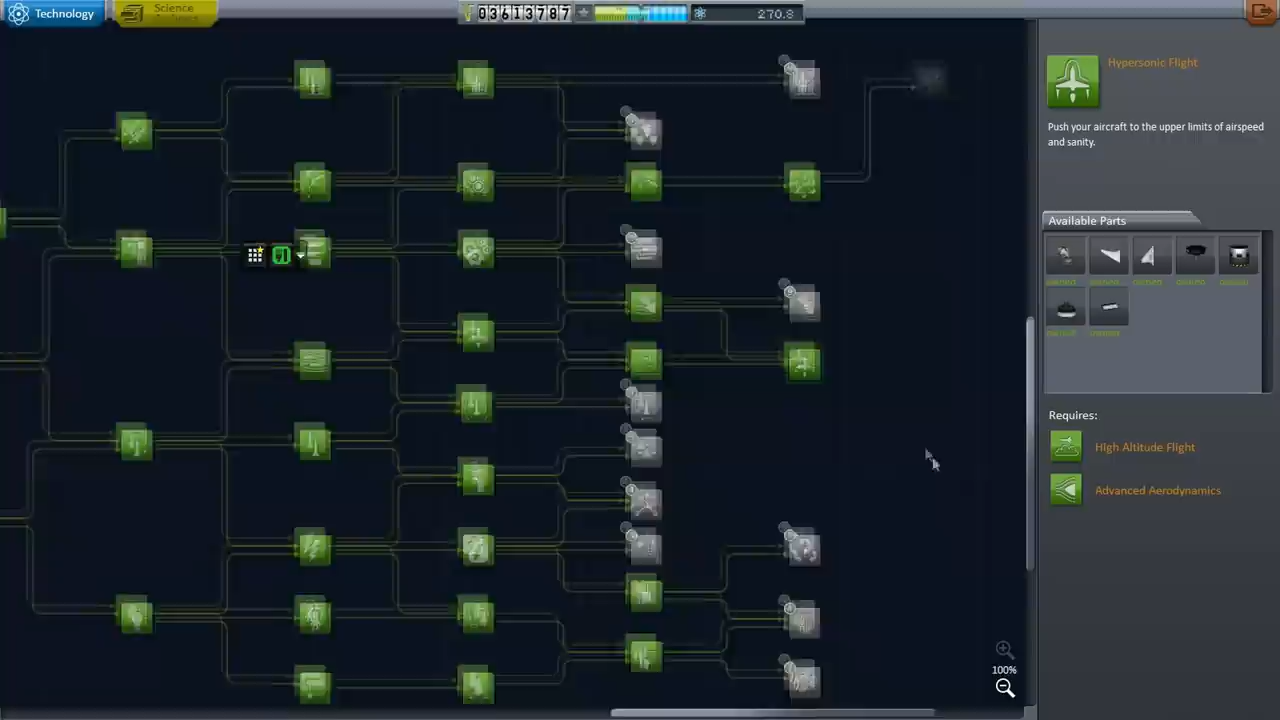 Technology
Science
03613787
270.8
Hypersonic Flight
Push your aircraft to the upper limits of airspeed
and sanity.
Available Parts
Requires:
High Altitude Flight
Advanced Aerodynamics
100%